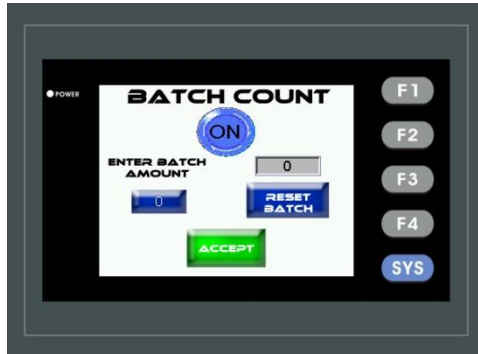 POWER
BATCH COUNT
ON
ENTER BATCH
AMOUNT
0
0
RESET
BATCH
ACCEPT
F1
F2
F3
F4
SYS